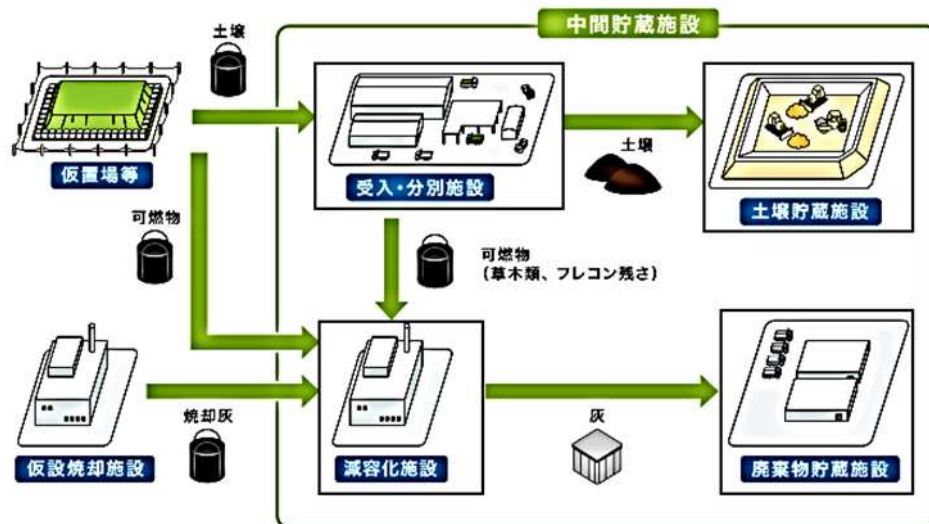 中間貯蔵施設
土壌
仮置場等
受入・分別施設
土壌
土壌貯蔵施設
可燃物
可燃物
(草木類、フレコン残さ)
仮設焼却施設
焼却灰
減容化施設
灰
廃棄物貯蔵施設